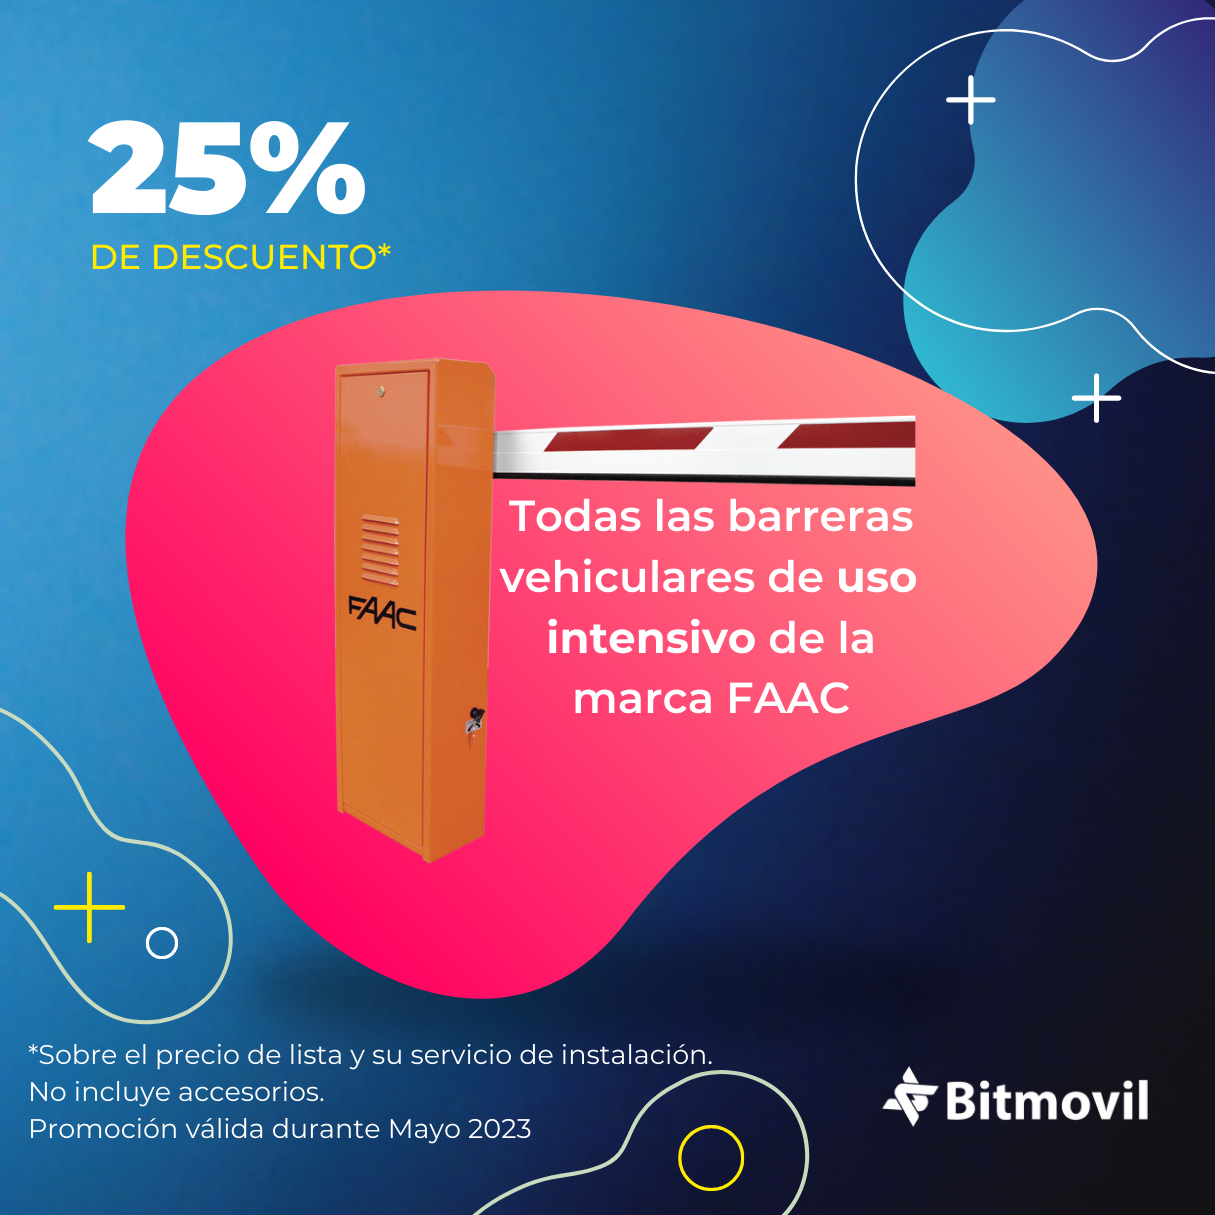 25%
DE DESCUENTO*
Todas las barreras
vehiculares de uso
intensivo de la
marca FAAC
FAAC
*Sobre el precio de lista y su servicio de instalación.
No incluye accesorios.
Promoción válida durante Mayo 2023
Bitmovil